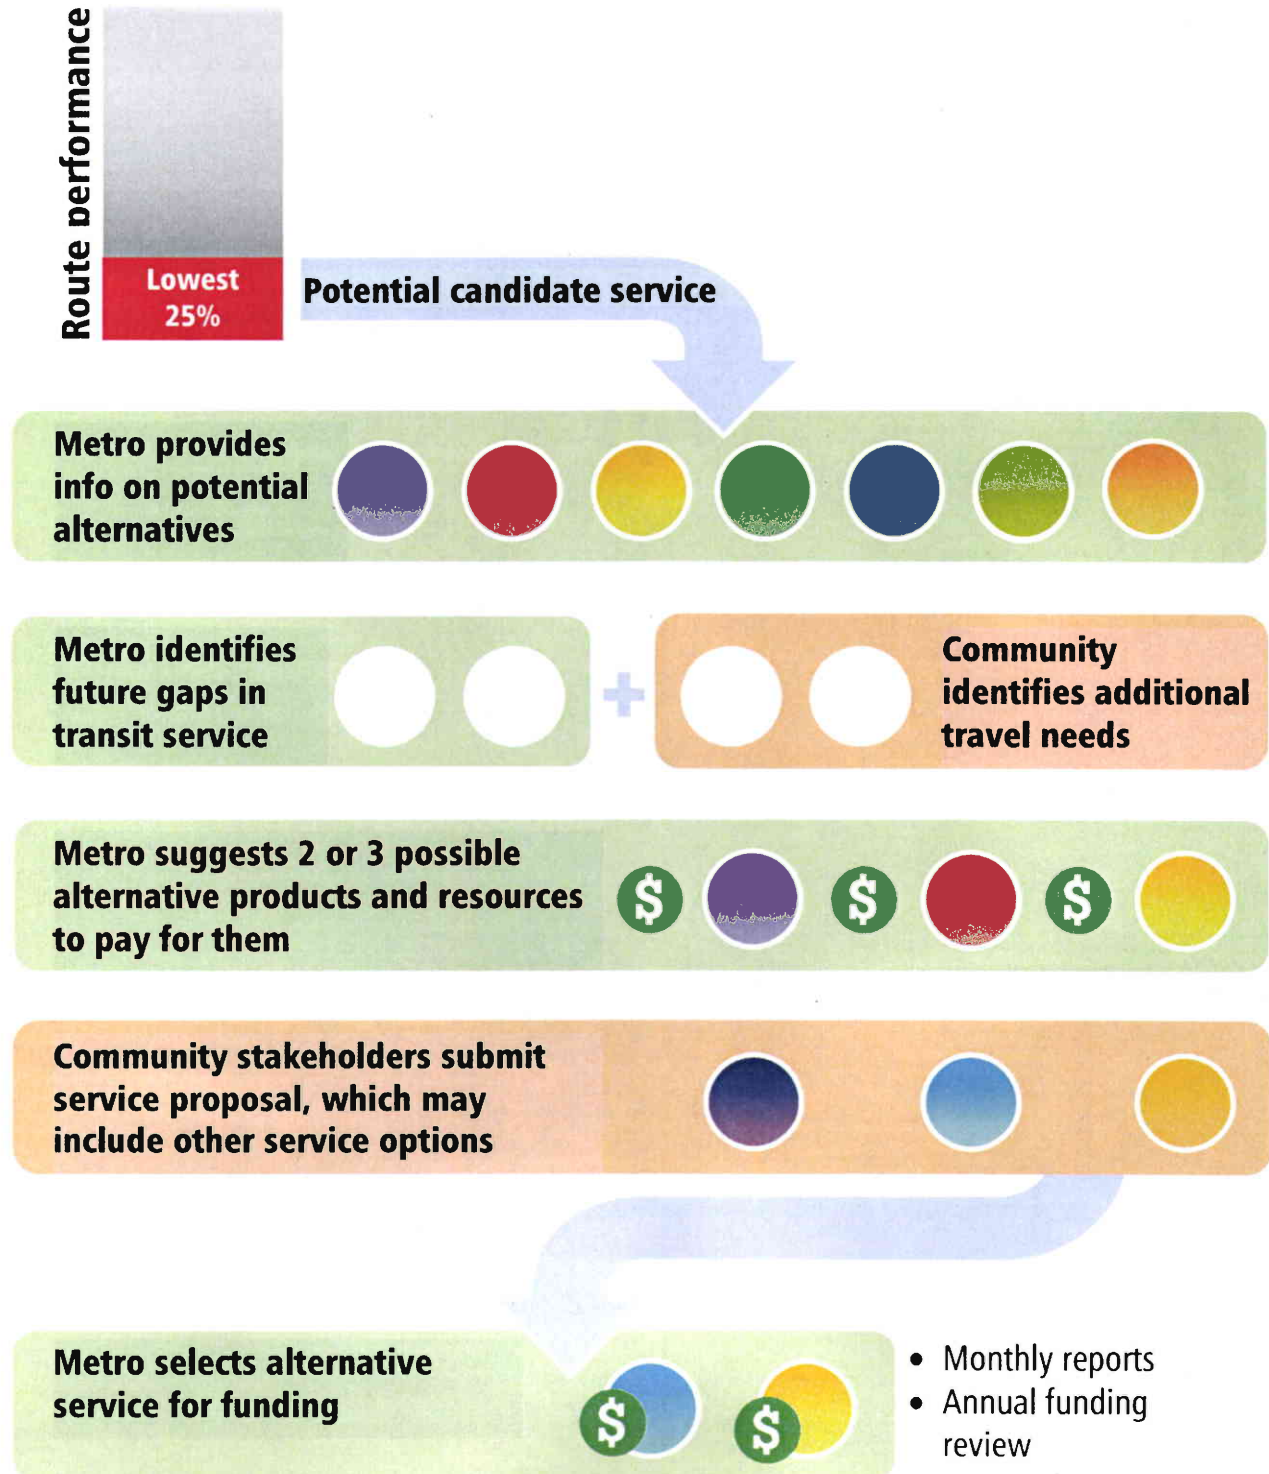 Route performance
Lowest
25%
Potential candidate service
Metro provides
info on potential
alternatives
Metro identifies
future gaps in
transit service
+
Community
identifies additional
travel needs
Metro suggests 2 or 3 possible
alternative products and resources
to pay for them
$ $ $
Community stakeholders submit
service proposal, which may
include other service options
Metro selects alternative
service for funding
$ $
• Monthly reports
• Annual funding
review